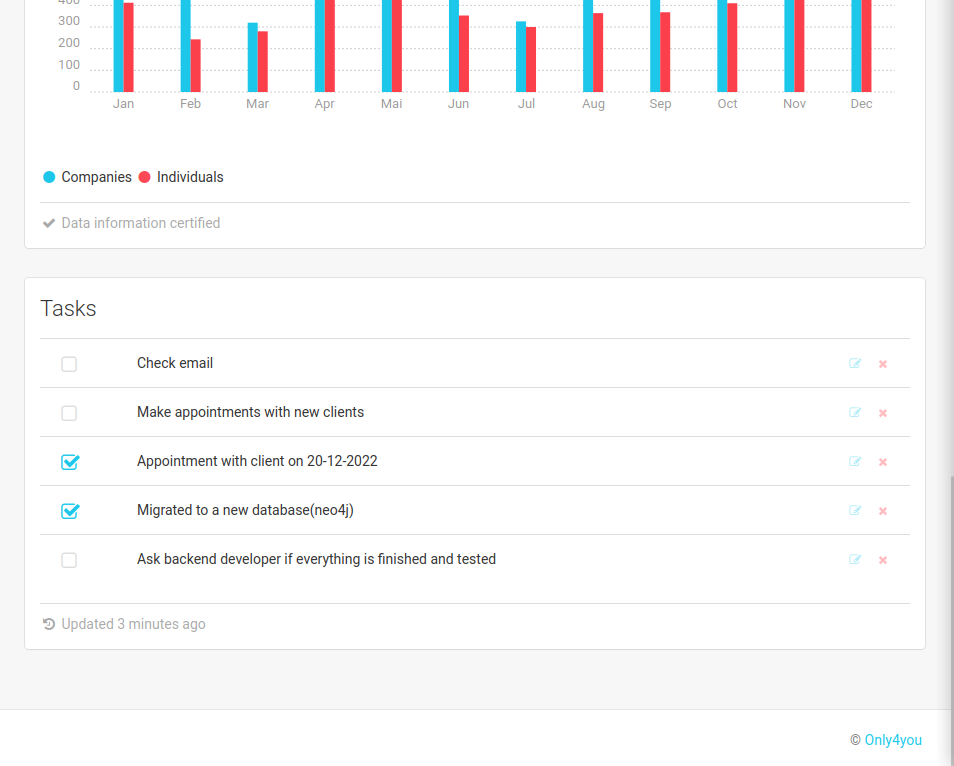 400
300
200
100
0
Jan Feb Mar Apr Mai Jun Jul Aug Sep Oct Nov Dec
Companies Individuals
Data information certified
Tasks
Check email
Make appointments with new clients
Appointment with client on 20-12-2022
Migrated to a new database(neo4j)
Ask backend developer if everything is finished and tested
Updated 3 minutes ago
© Only4you